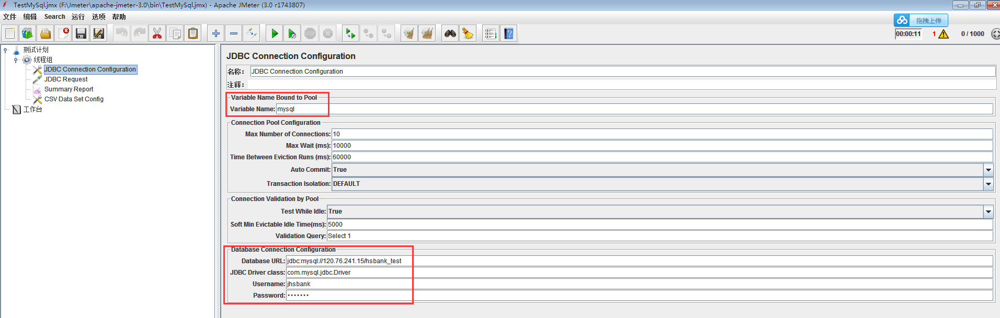 TestMySql.jmx (F:\Jmeter\apache-jmeter-3.0\bin\TestMySql.jmx) - Apache JMeter (3.0 r1743807)
文件 编辑 Search 运行 选项 帮助
拖拽上传
STOP
00:00:11 1 0 / 1000
测试计划
线程组
JDBC Connection Configuration
JDBC Request
Summary Report
CSV Data Set Config
工作台
JDBC Connection Configuration
名称： JDBC Connection Configuration
注释：
Variable Name Bound to Pool
Variable Name: mysql
Connection Pool Configuration
Max Number of Connections: 10
Max Wait (ms): 10000
Time Between Eviction Runs (ms): 60000
Auto Commit: True
Transaction Isolation: DEFAULT
Connection Validation by Pool
Test While Idle: True
Soft Min Evictable Idle Time(ms): 5000
Validation Query: Select 1
Database Connection Configuration
Database URL: jdbc:mysql://120.76.241.15/hsbank_test
JDBC Driver class: com.mysql.jdbc.Driver
Username: jhsbank
Password: •••••••